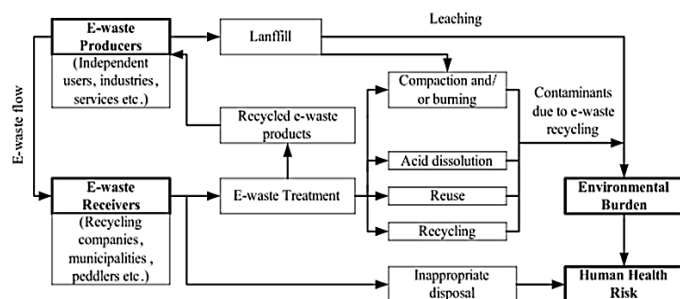 E-waste
Producers
(Independent
users, industries,
services etc.)
Lanffill
Leaching
Compaction and/
or burning
Contaminants
due to e-waste
recycling
E-waste flow
Recycled e-waste
products
Acid dissolution
E-waste
Receivers
(Recycling
companies,
municipalities,
peddlers etc.)
E-waste Treatment
Reuse
Recycling
Environmental
Burden
Inappropriate
disposal
Human Health
Risk